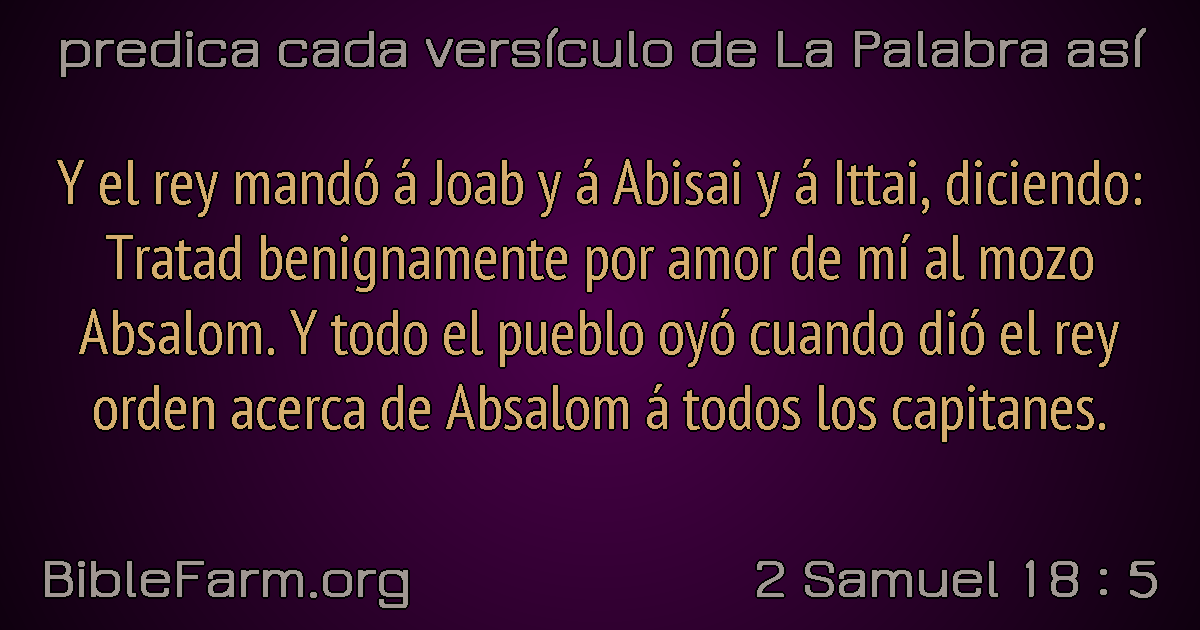 predica cada versículo de La Palabra así
Y el rey mandó á Joab y á Abisai y á Ittai, diciendo:
Tratad benignamente por amor de mí al mozo
Absalom. Y todo el pueblo oyó cuando dió el rey
orden acerca de Absalom á todos los capitanes.
BibleFarm.org
2 Samuel 18 : 5